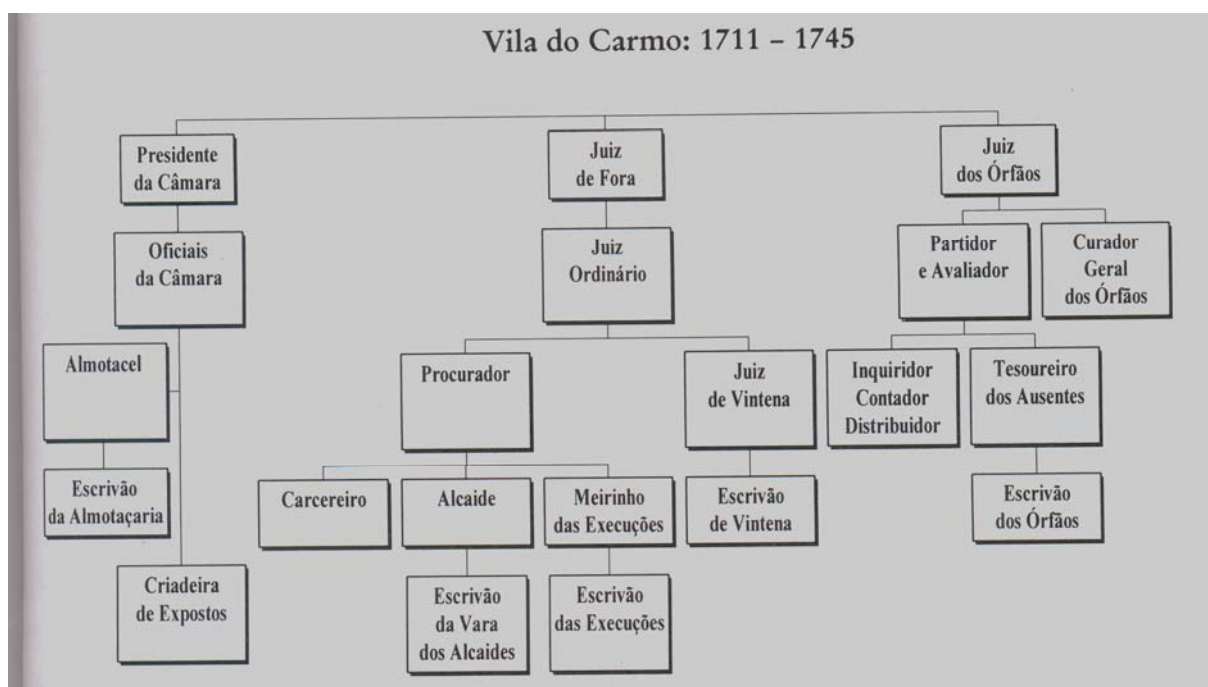 Vila do Carmo: 1711 – 1745
Presidente
da Câmara
Juiz
de Fora
Juiz
dos Órfãos
Oficiais
da Câmara
Juiz
Ordinário
Partidor
e Avaliador
Curador
Geral
dos Órfãos
Almotacel
Procurador
Juiz
de Vintena
Inquiridor
Contador
Distribuidor
Tesoureiro
dos Ausentes
Escrivão
da Almotaçaria
Carcereiro
Alcaide
Meirinho
das Execuções
Escrivão
de Vintena
Escrivão
dos Órfãos
Criadeira
de Expostos
Escrivão
da Vara
dos Alcaides
Escrivão
das Execuções